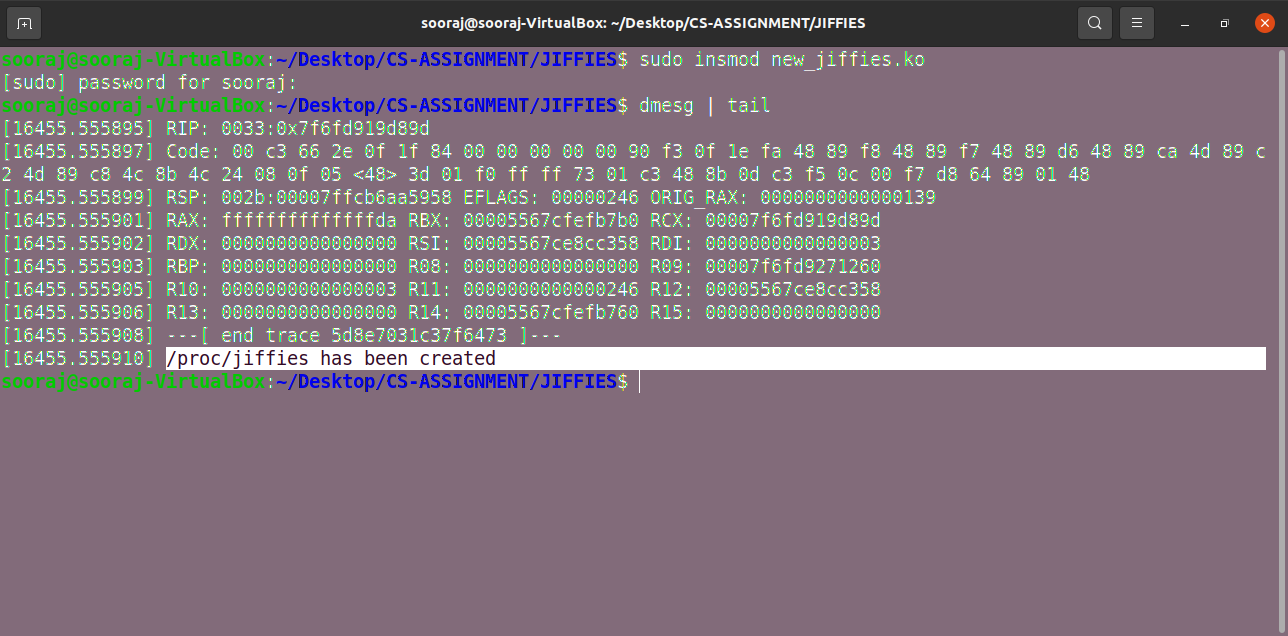 sooraj@sooraj-VirtualBox: ~/Desktop/CS-ASSIGNMENT/JIFFIES
sooraj@sooraj-VirtualBox:~/Desktop/CS-ASSIGNMENT/JIFFIES$ sudo insmod new_jiffies.ko
[sudo] password for sooraj:
sooraj@sooraj-VirtualBox:~/Desktop/CS-ASSIGNMENT/JIFFIES$ dmesg | tail
[16455.555895] RIP: 0033:0x7f6fd919d89d
[16455.555897] Code: 00 c3 66 2e 0f 1f 84 00 00 00 00 00 90 f3 0f 1e fa 48 89 f8 48 89 f7 48 89 d6 48 89 ca 4d 89 c
2 4d 89 c8 4c 8b 4c 24 08 0f 05 <48> 3d 01 f0 ff ff 73 01 c3 48 8b 0d c3 f5 0c 00 f7 d8 64 89 01 48
[16455.555899] RSP: 002b:00007ffcb6aa5958 EFLAGS: 00000246 ORIG_RAX: 0000000000000139
[16455.555901] RAX: ffffffffffffffda RBX: 00005567cfefb7b0 RCX: 00007f6fd919d89d
[16455.555902] RDX: 0000000000000000 RSI: 00005567ce8cc358 RDI: 0000000000000003
[16455.555903] RBP: 0000000000000000 R08: 0000000000000000 R09: 00007f6fd9271260
[16455.555905] R10: 0000000000000003 R11: 0000000000000246 R12: 00005567ce8cc358
[16455.555906] R13: 0000000000000000 R14: 00005567cfefb760 R15: 0000000000000000
[16455.555908] ---[ end trace 5d8e7031c37f6473 ]---
[16455.555910] /proc/jiffies has been created
sooraj@sooraj-VirtualBox:~/Desktop/CS-ASSIGNMENT/JIFFIES$